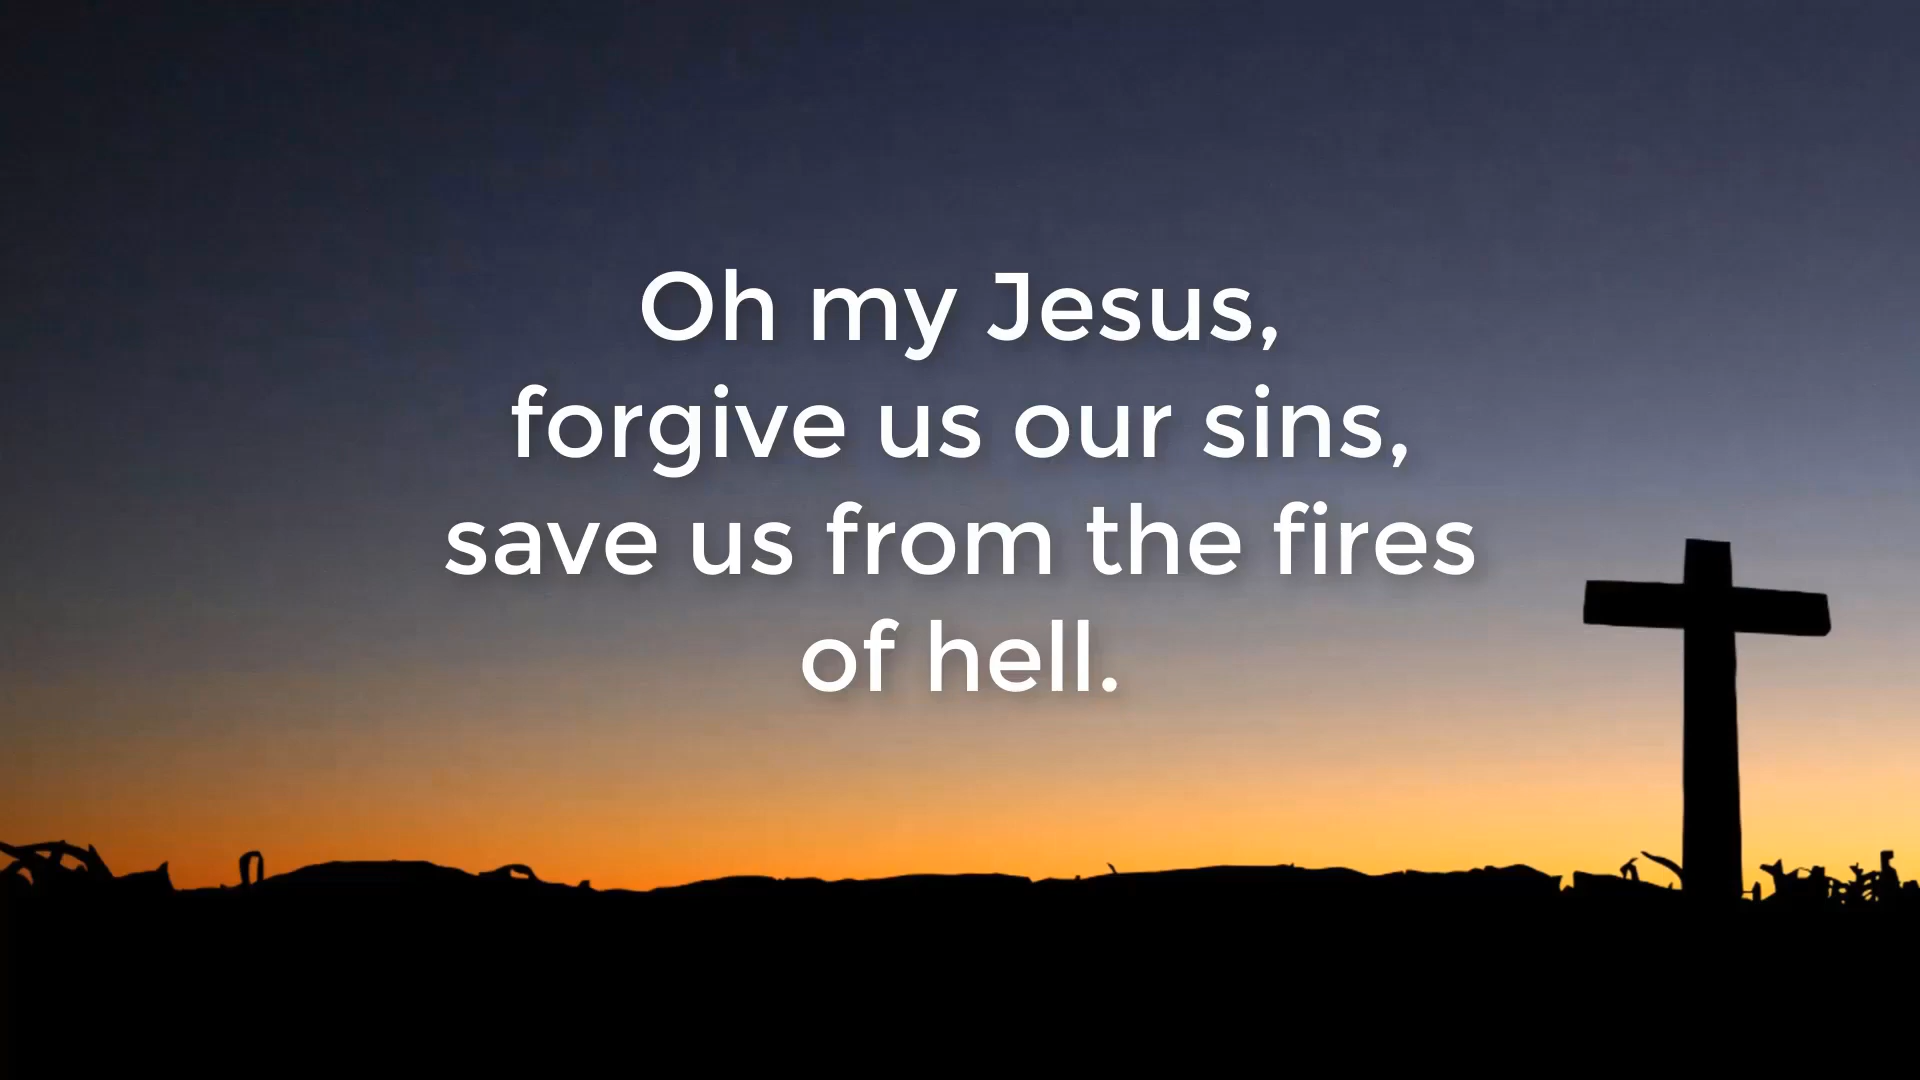 Oh my Jesus,
forgive us our sins,
save us from the fires
of hell.